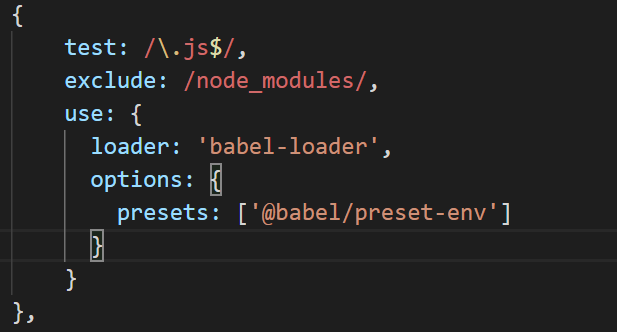 {
test: /\.js$/,
exclude: /node_modules/,
use: {
loader: 'babel-loader',
options: {
presets: ['@babel/preset-env']
}
}
},